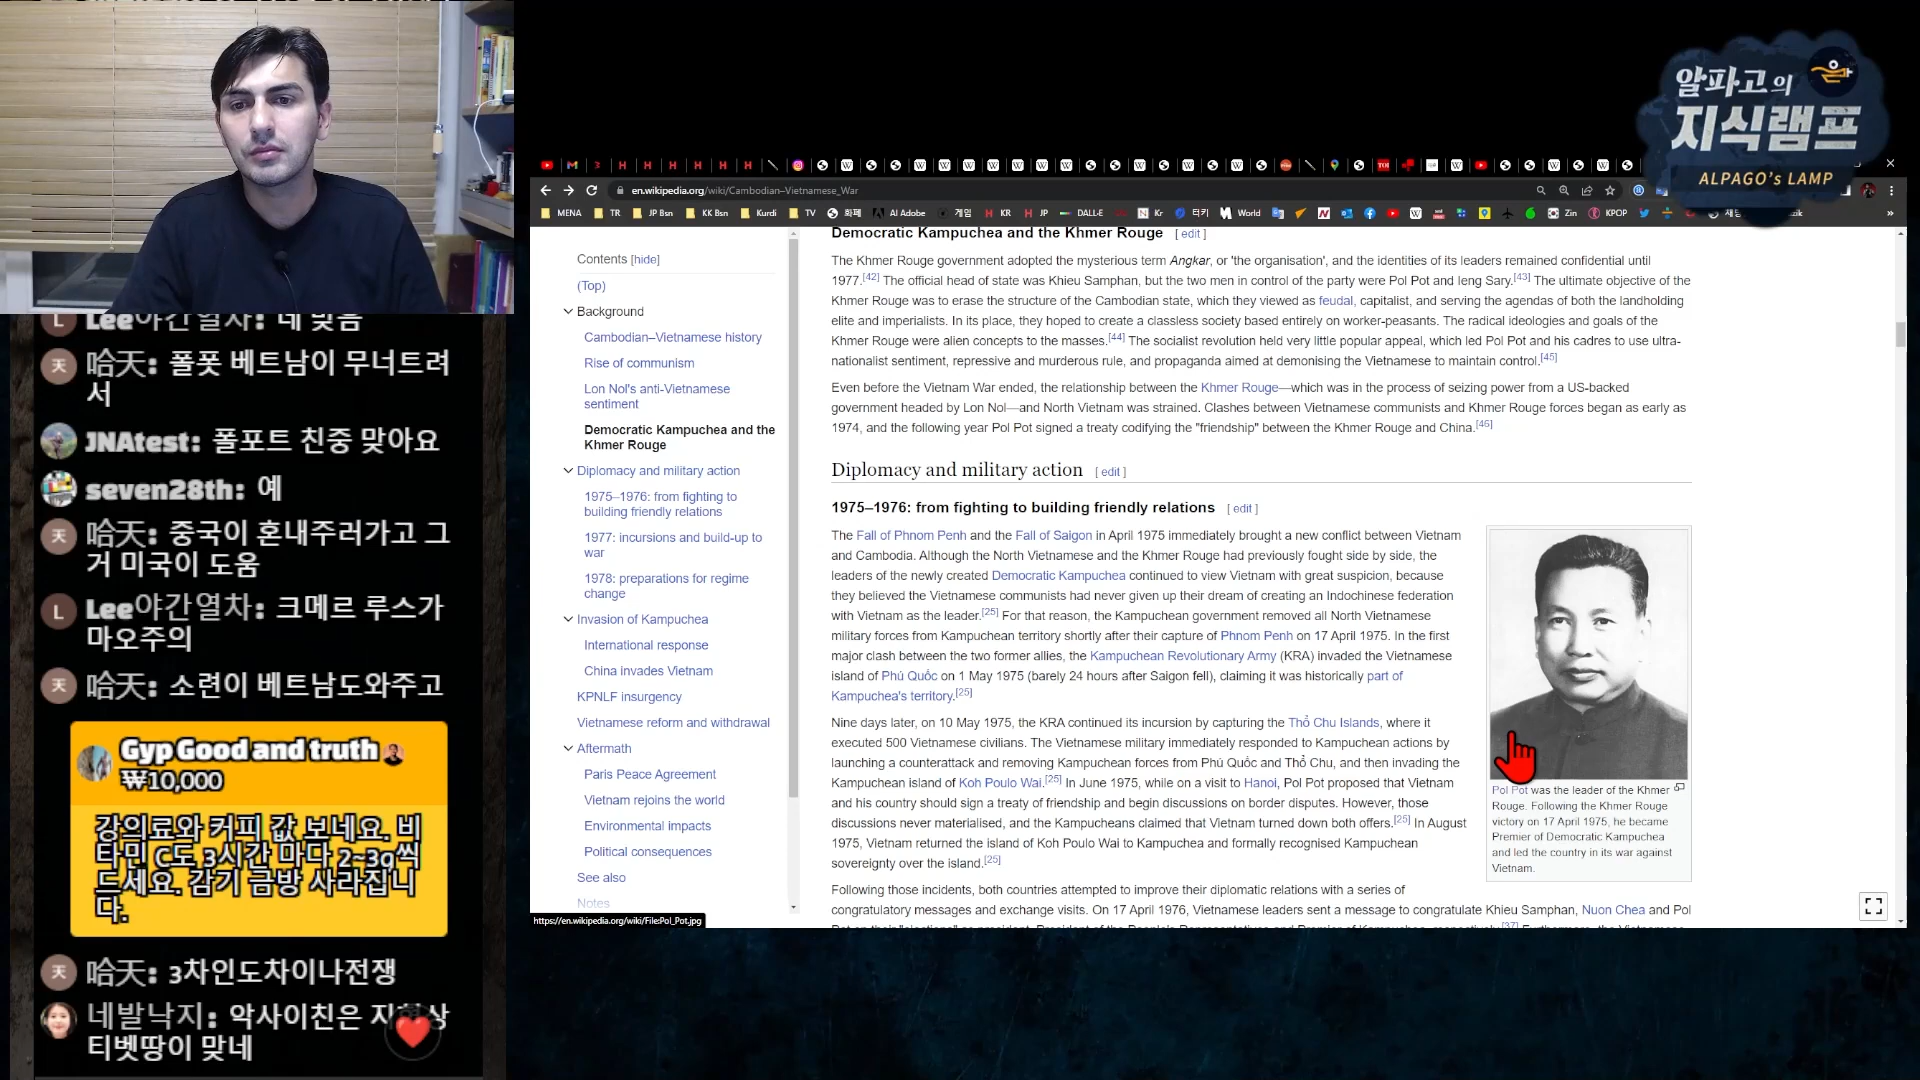 알파고의
지식램프
ALPAGO's LAMP
en.wikipedia.org/wiki/Cambodian–Vietnamese_War
MENA
TR
JP Bsn
KK Bsn
Kurdi
TV
화폐
AI Adobe
게임
KR
JP
DALL-E
Kr
터키
World
Zin
KPOP
Contents [hide]
(Top)
Background
Cambodian–Vietnamese history
Rise of communism
Lon Nol's anti-Vietnamese
sentiment
Democratic Kampuchea and the
Khmer Rouge
Diplomacy and military action
1975–1976: from fighting to
building friendly relations
1977: incursions and build-up to
war
1978: preparations for regime
change
Invasion of Kampuchea
International response
China invades Vietnam
KPNLF insurgency
Vietnamese reform and withdrawal
Aftermath
Paris Peace Agreement
Vietnam rejoins the world
Environmental impacts
Political consequences
See also
Notes
https://en.wikipedia.org/wiki/File:Pol_Pot.jpg
Democratic Kampuchea and the Khmer Rouge [ edit ]
The Khmer Rouge government adopted the mysterious term Angkar, or 'the organisation', and the identities of its leaders remained confidential until
1977.[42] The official head of state was Khieu Samphan, but the two men in control of the party were Pol Pot and Ieng Sary.[43] The ultimate objective of the
Khmer Rouge was to erase the structure of the Cambodian state, which they viewed as feudal, capitalist, and serving the agendas of both the landholding
elite and imperialists. In its place, they hoped to create a classless society based entirely on worker-peasants. The radical ideologies and goals of the
Khmer Rouge were alien concepts to the masses.[44] The socialist revolution held very little popular appeal, which led Pol Pot and his cadres to use ultra-
nationalist sentiment, repressive and murderous rule, and propaganda aimed at demonising the Vietnamese to maintain control.[45]
Even before the Vietnam War ended, the relationship between the Khmer Rouge—which was in the process of seizing power from a US-backed
government headed by Lon Nol—and North Vietnam was strained. Clashes between Vietnamese communists and Khmer Rouge forces began as early as
1974, and the following year Pol Pot signed a treaty codifying the "friendship" between the Khmer Rouge and China.[46]
Diplomacy and military action [ edit ]
1975–1976: from fighting to building friendly relations [ edit ]
The Fall of Phnom Penh and the Fall of Saigon in April 1975 immediately brought a new conflict between Vietnam
and Cambodia. Although the North Vietnamese and the Khmer Rouge had previously fought side by side, the
leaders of the newly created Democratic Kampuchea continued to view Vietnam with great suspicion, because
they believed the Vietnamese communists had never given up their dream of creating an Indochinese federation
with Vietnam as the leader.[25] For that reason, the Kampuchean government removed all North Vietnamese
military forces from Kampuchean territory shortly after their capture of Phnom Penh on 17 April 1975. In the first
major clash between the two former allies, the Kampuchean Revolutionary Army (KRA) invaded the Vietnamese
island of Phú Quốc on 1 May 1975 (barely 24 hours after Saigon fell), claiming it was historically part of
Kampuchea's territory.[25]
Nine days later, on 10 May 1975, the KRA continued its incursion by capturing the Thổ Chu Islands, where it
executed 500 Vietnamese civilians. The Vietnamese military immediately responded to Kampuchean actions by
launching a counterattack and removing Kampuchean forces from Phú Quốc and Thổ Chu, and then invading the
Kampuchean island of Koh Poulo Wai.[25] In June 1975, while on a visit to Hanoi, Pol Pot proposed that Vietnam
and his country should sign a treaty of friendship and begin discussions on border disputes. However, those
discussions never materialised, and the Kampucheans claimed that Vietnam turned down both offers.[25] In August
1975, Vietnam returned the island of Koh Poulo Wai to Kampuchea and formally recognised Kampuchean
sovereignty over the island.[25]
Following those incidents, both countries attempted to improve their diplomatic relations with a series of
congratulatory messages and exchange visits. On 17 April 1976, Vietnamese leaders sent a message to congratulate Khieu Samphan, Nuon Chea and Pol
Pol Pot was the leader of the Khmer
Rouge. Following the Khmer Rouge
victory on 17 April 1975, he became
Premier of Democratic Kampuchea
and led the country in its war against
Vietnam.
L Lee야간열차: 네 맞음
天 哈天: 폴폿 베트남이 무너트려
서
JNAtest: 폴포트 친중 맞아요
seven28th: 예
天 哈天: 중국이 혼내주러가고 그
거 미국이 도움
L Lee야간열차: 크메르 루스가
마오주의
天 哈天: 소련이 베트남도와주고
Gyp Good and truth
₩10,000
강의료와 커피 값 보네요. 비
타민 C도 3시간 마다 2~3g씩
드세요. 감기 금방 사라집니
다.
天 哈天: 3차인도차이나전쟁
네발낙지: 악사이친은 지형상
티벳땅이 맞네